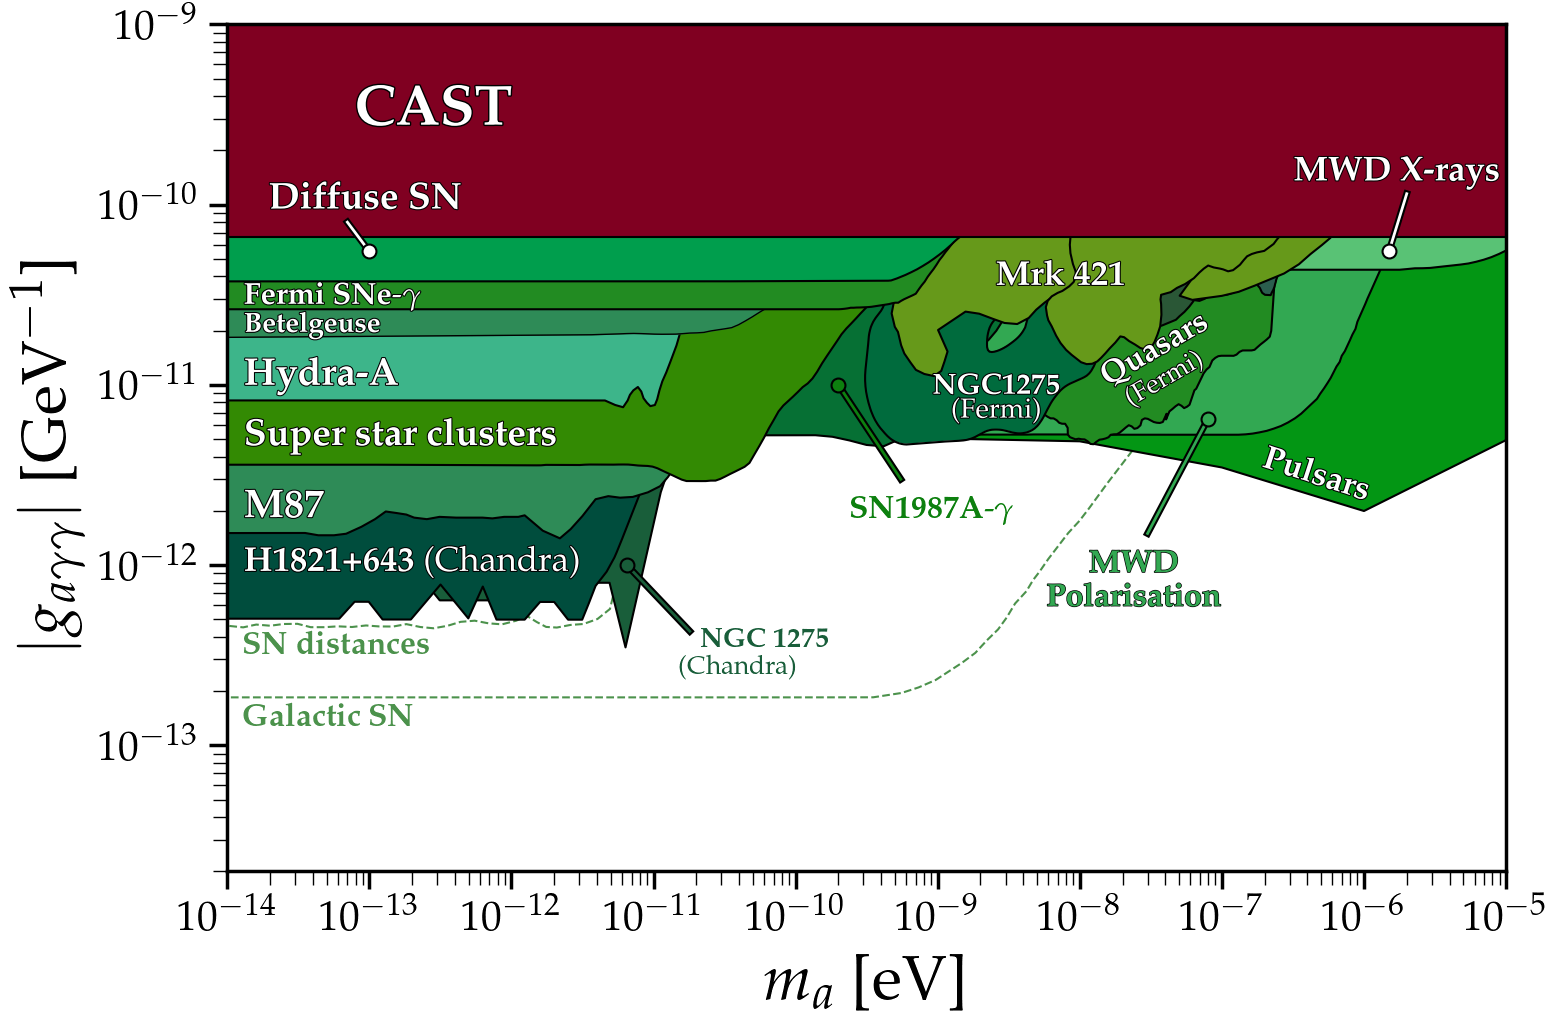 10⁻⁹
CAST
MWD X-rays
Diffuse SN
10⁻¹⁰
Mrk 421
Fermi SNe-γ
Betelgeuse
Quasars
(Fermi)
Hydra-A
10⁻¹¹
NGC1275
(Fermi)
Super star clusters
Pulsars
M87
SN1987A-γ
H1821+643 (Chandra)
10⁻¹²
MWD
Polarisation
SN distances
NGC 1275
(Chandra)
Galactic SN
10⁻¹³
|g_{aγγ}| [GeV⁻¹]
10⁻¹⁴ 10⁻¹³ 10⁻¹² 10⁻¹¹ 10⁻¹⁰ 10⁻⁹ 10⁻⁸ 10⁻⁷ 10⁻⁶ 10⁻⁵
mₐ [eV]